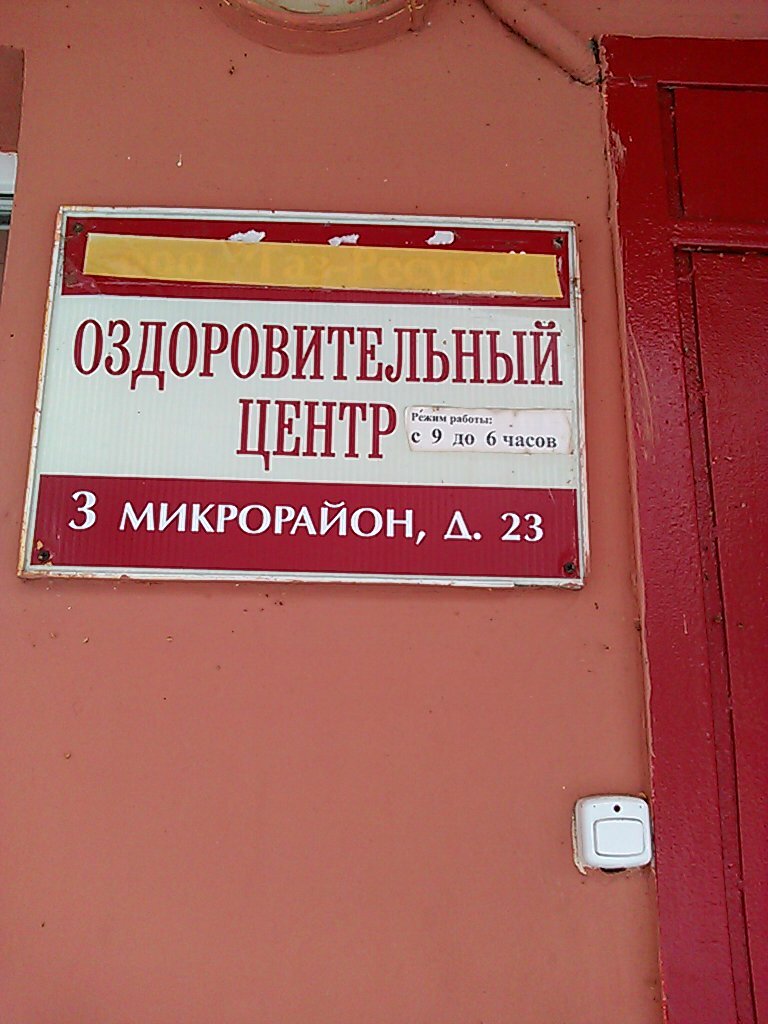 ОЗДОРОВИТЕЛЬНЫЙ
ЦЕНТР
Режим работы:
с 9 до 6 часов
3 МИКРОРАЙОН, Д. 23